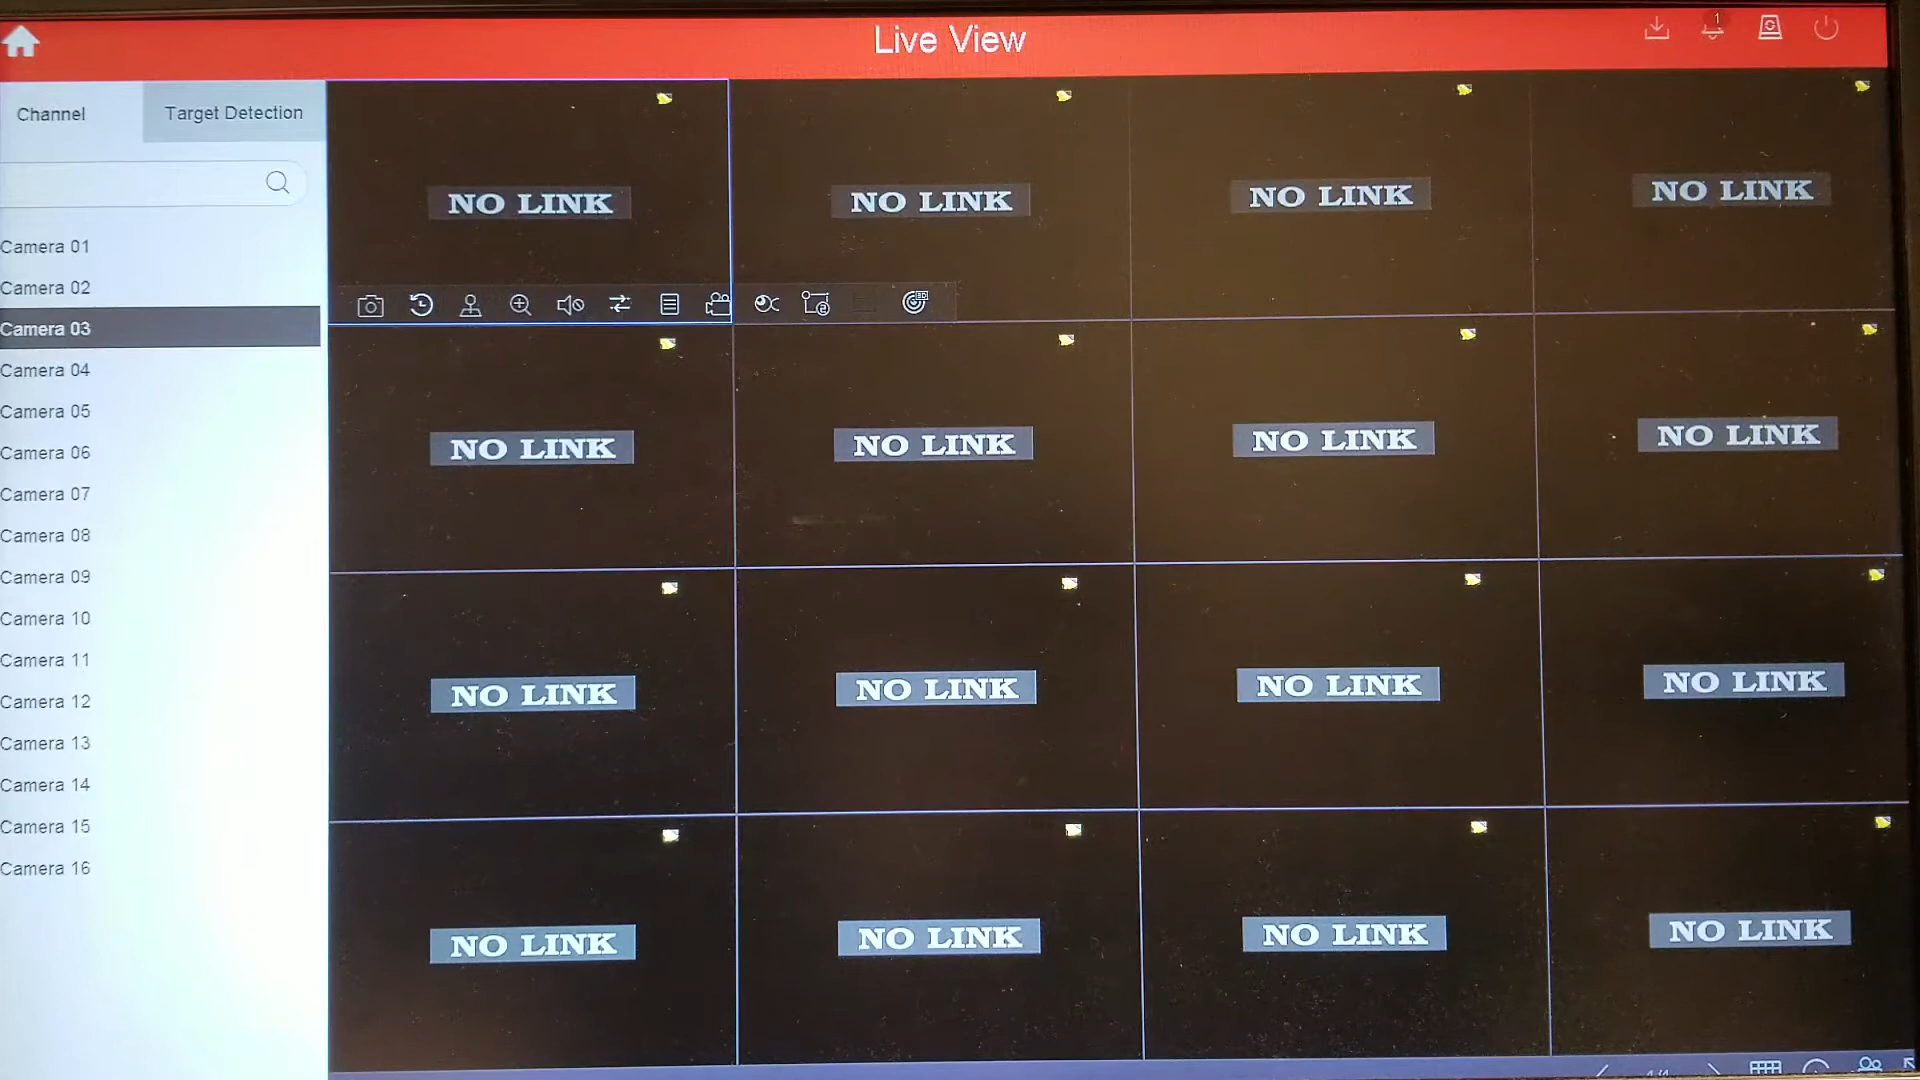 Live View
1
Channel
Target Detection
Camera 01
Camera 02
Camera 03
Camera 04
Camera 05
Camera 06
Camera 07
Camera 08
Camera 09
Camera 10
Camera 11
Camera 12
Camera 13
Camera 14
Camera 15
Camera 16
NO LINK
NO LINK
NO LINK
NO LINK
3D
NO LINK
NO LINK
NO LINK
NO LINK
NO LINK
NO LINK
NO LINK
NO LINK
NO LINK
NO LINK
NO LINK
NO LINK